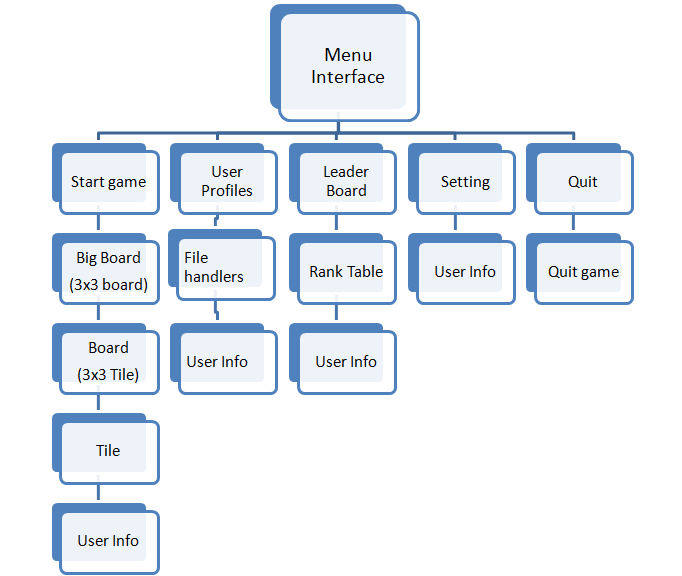 Menu
Interface
Start game
User
Profiles
Leader
Board
Setting
Quit
Big Board
(3x3 board)
File
handlers
Rank Table
User Info
Quit game
Board
(3x3 Tile)
User Info
User Info
Tile
User Info